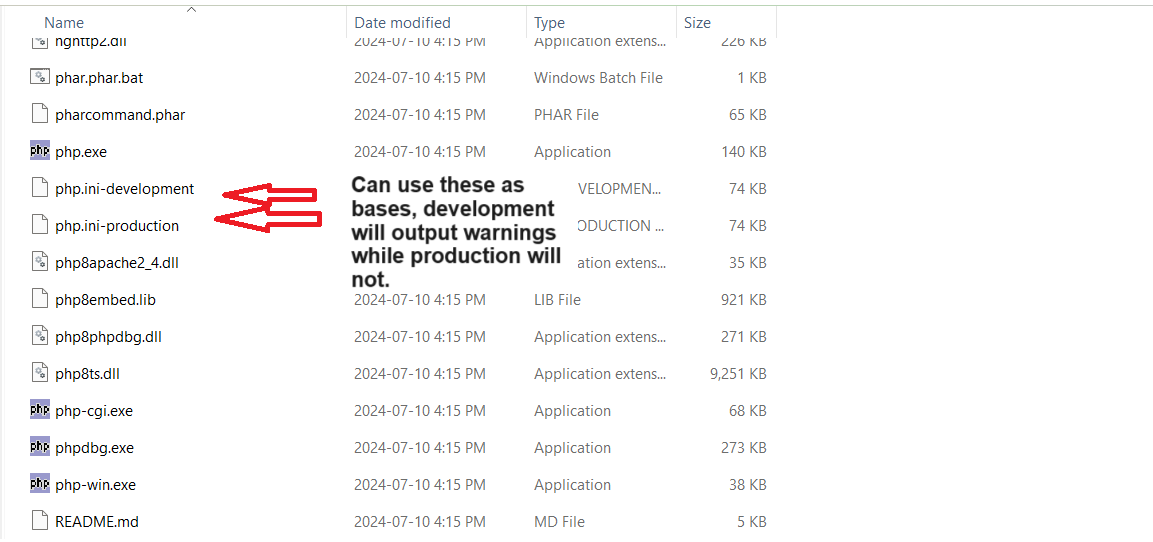 Name Date modified Type Size
nghttp2.dll 2024-07-10 4:15 PM Application extens... 226 KB
phar.phar.bat 2024-07-10 4:15 PM Windows Batch File 1 KB
pharcommand.phar 2024-07-10 4:15 PM PHAR File 65 KB
php.exe 2024-07-10 4:15 PM Application 140 KB
php.ini-development VELOPMEN... 74 KB
php.ini-production ODUCTION ... 74 KB
php8apache2_4.dll ation extens... 35 KB
Can use these as
bases, development
will output warnings
while production will
not.
php8embed.lib 2024-07-10 4:15 PM LIB File 921 KB
php8phpdbg.dll 2024-07-10 4:15 PM Application extens... 271 KB
php8ts.dll 2024-07-10 4:15 PM Application extens... 9,251 KB
php-cgi.exe 2024-07-10 4:15 PM Application 68 KB
phpdbg.exe 2024-07-10 4:15 PM Application 273 KB
php-win.exe 2024-07-10 4:15 PM Application 38 KB
README.md 2024-07-10 4:15 PM MD File 5 KB